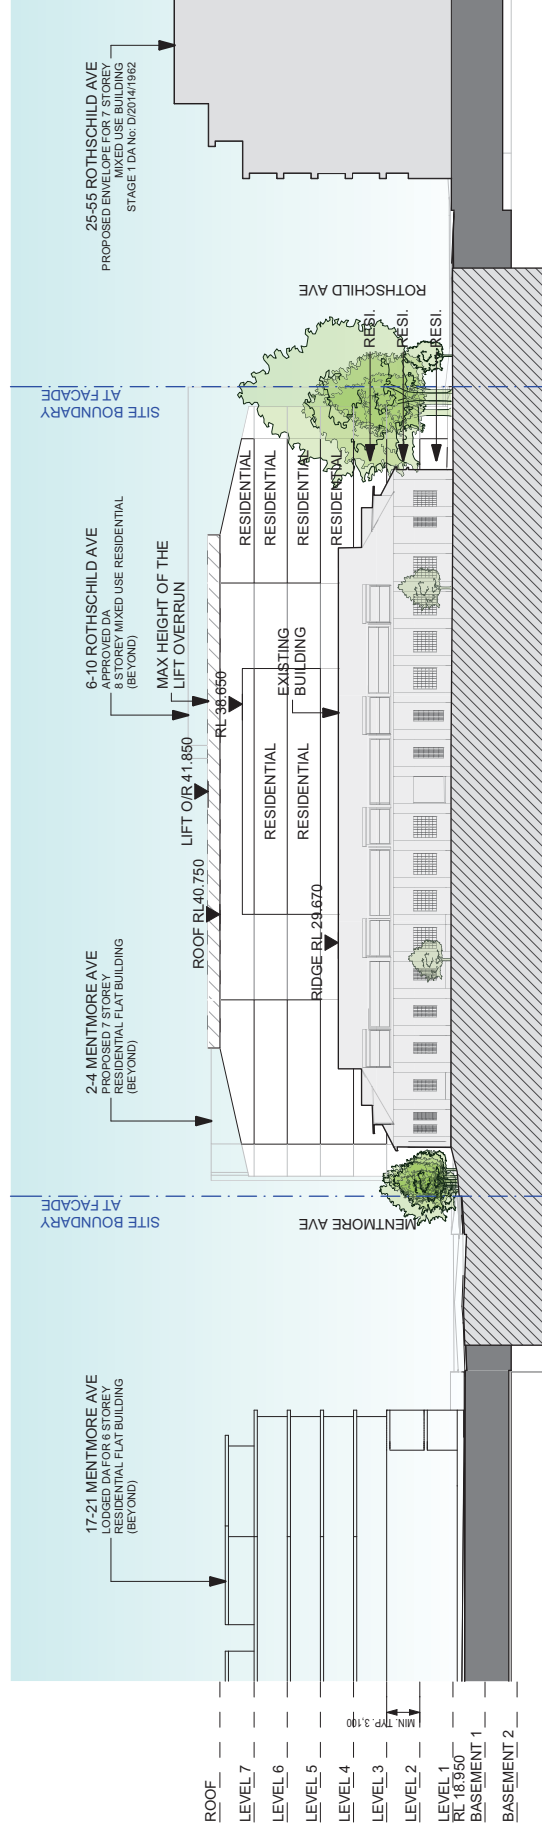 17-21 MENTMORE AVE
LODGED DA FOR 6 STOREY
RESIDENTIAL FLAT BUILDING
(BEYOND)
SITE BOUNDARY
AT FACADE
MENTMORE AVE
2-4 MENTMORE AVE
PROPOSED 7 STOREY
RESIDENTIAL FLAT BUILDING
(BEYOND)
6-10 ROTHSCHILD AVE
APPROVED DA
8 STOREY MIXED USE RESIDENTIAL
(BEYOND)
MAX HEIGHT OF THE
LIFT OVERRUN
LIFT O/R 41.850
ROOF RL40.750
RL 38.650
RIDGE RL 29.670
EXISTING
BUILDING
RESIDENTIAL
RESIDENTIAL
RESIDENTIAL
RESIDENTIAL
RESIDENTIAL
RESIDENTIAL
SITE BOUNDARY
AT FACADE
ROTHSCHILD AVE
RESI.
RESI.
RESI.
25-55 ROTHSCHILD AVE
PROPOSED ENVELOPE FOR 7 STOREY
MIXED USE BUILDING
STAGE 1 DA No: D/2014/1962
ROOF
LEVEL 7
LEVEL 6
LEVEL 5
LEVEL 4
LEVEL 3
MIN. TYP. 3,100
LEVEL 2
LEVEL 1
RL 18.950
BASEMENT 1
BASEMENT 2